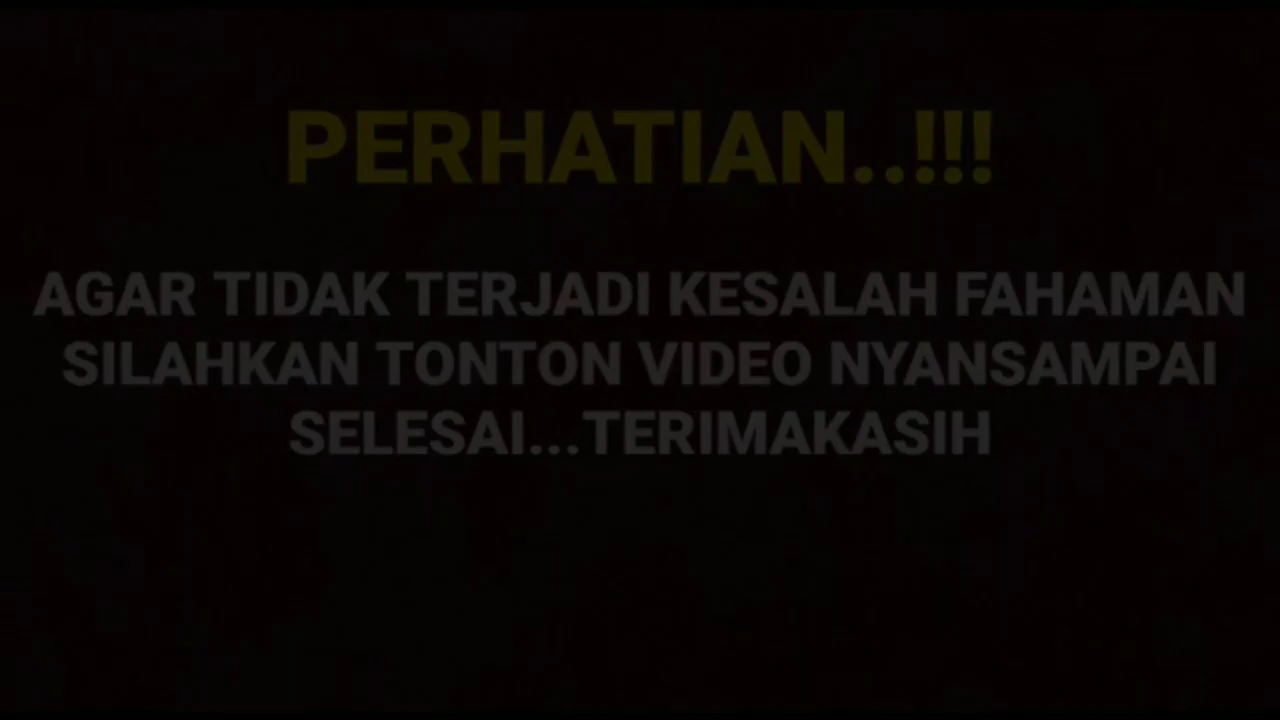 PERHATIAN..!!!
AGAR TIDAK TERJADI KESALAH FAHAMAN
SILAHKAN TONTON VIDEO NYANSAMPAI
SELESAI...TERIMAKASIH